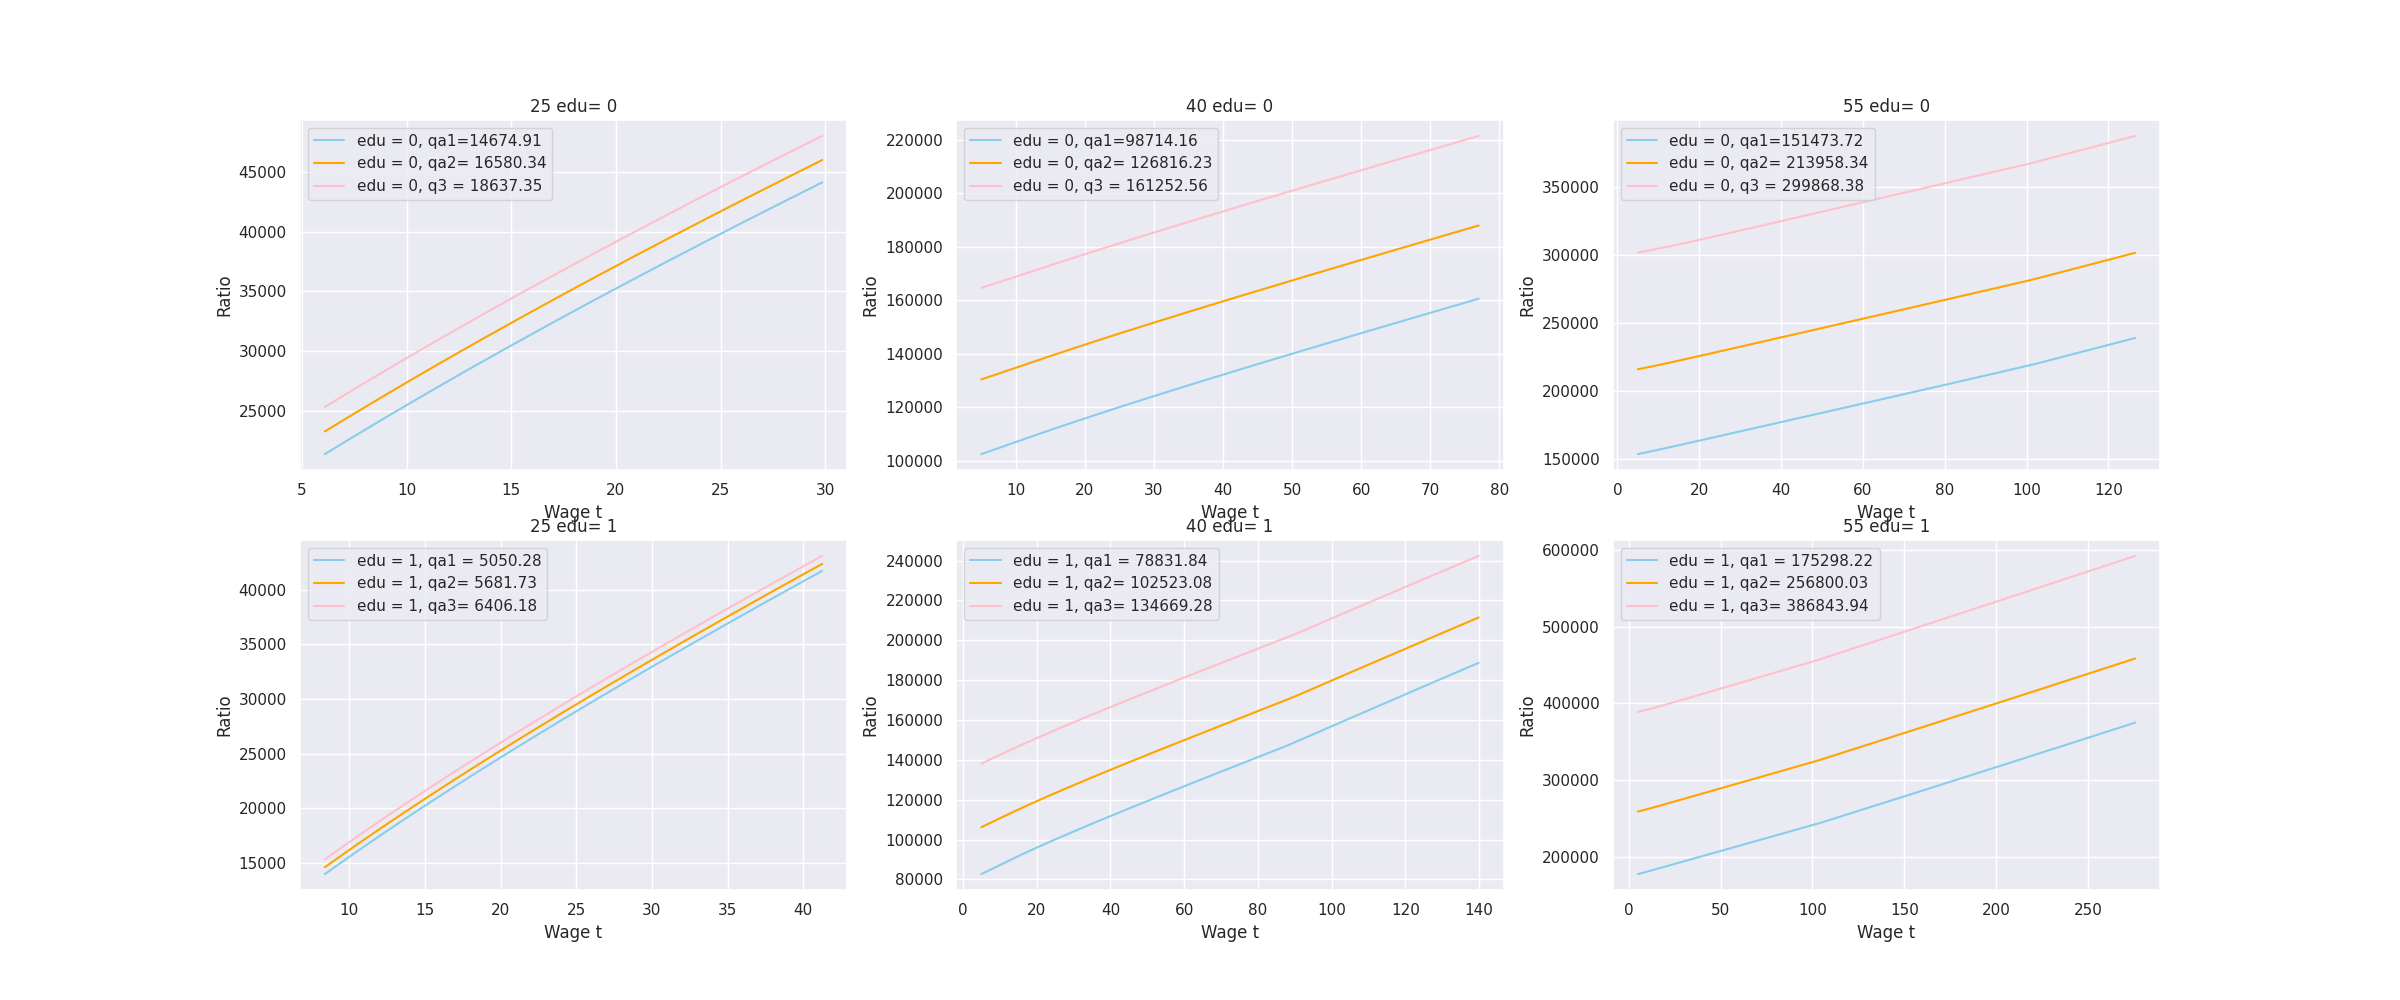 25 edu= 0
edu = 0, qa1=14674.91
edu = 0, qa2= 16580.34
edu = 0, q3 = 18637.35
45000
40000
35000
30000
25000
Ratio
5 10 15 20 25 30
Wage t
40 edu= 0
edu = 0, qa1=98714.16
edu = 0, qa2= 126816.23
edu = 0, q3 = 161252.56
220000
200000
180000
160000
140000
120000
100000
Ratio
10 20 30 40 50 60 70 80
Wage t
55 edu= 0
edu = 0, qa1=151473.72
edu = 0, qa2= 213958.34
edu = 0, q3 = 299868.38
350000
300000
250000
200000
150000
Ratio
0 20 40 60 80 100 120
Wage t
25 edu= 1
edu = 1, qa1 = 5050.28
edu = 1, qa2= 5681.73
edu = 1, qa3= 6406.18
40000
35000
30000
25000
20000
15000
Ratio
10 15 20 25 30 35 40
Wage t
40 edu= 1
edu = 1, qa1 = 78831.84
edu = 1, qa2= 102523.08
edu = 1, qa3= 134669.28
240000
220000
200000
180000
160000
140000
120000
100000
80000
Ratio
0 20 40 60 80 100 120 140
Wage t
55 edu= 1
edu = 1, qa1 = 175298.22
edu = 1, qa2= 256800.03
edu = 1, qa3= 386843.94
600000
500000
400000
300000
200000
Ratio
0 50 100 150 200 250
Wage t